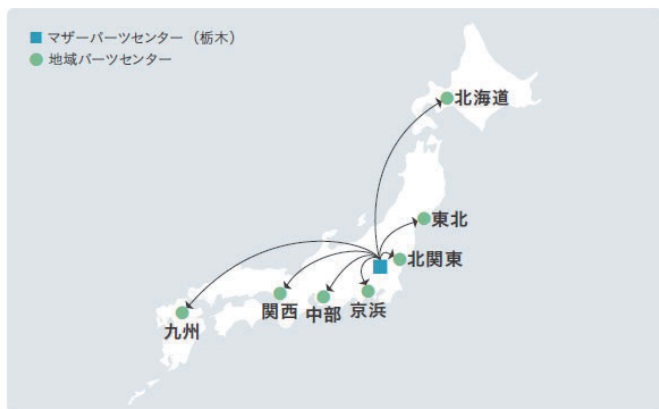 マザーパーツセンター（栃木）
地域パーツセンター
北海道
東北
北関東
関西
中部
京浜
九州